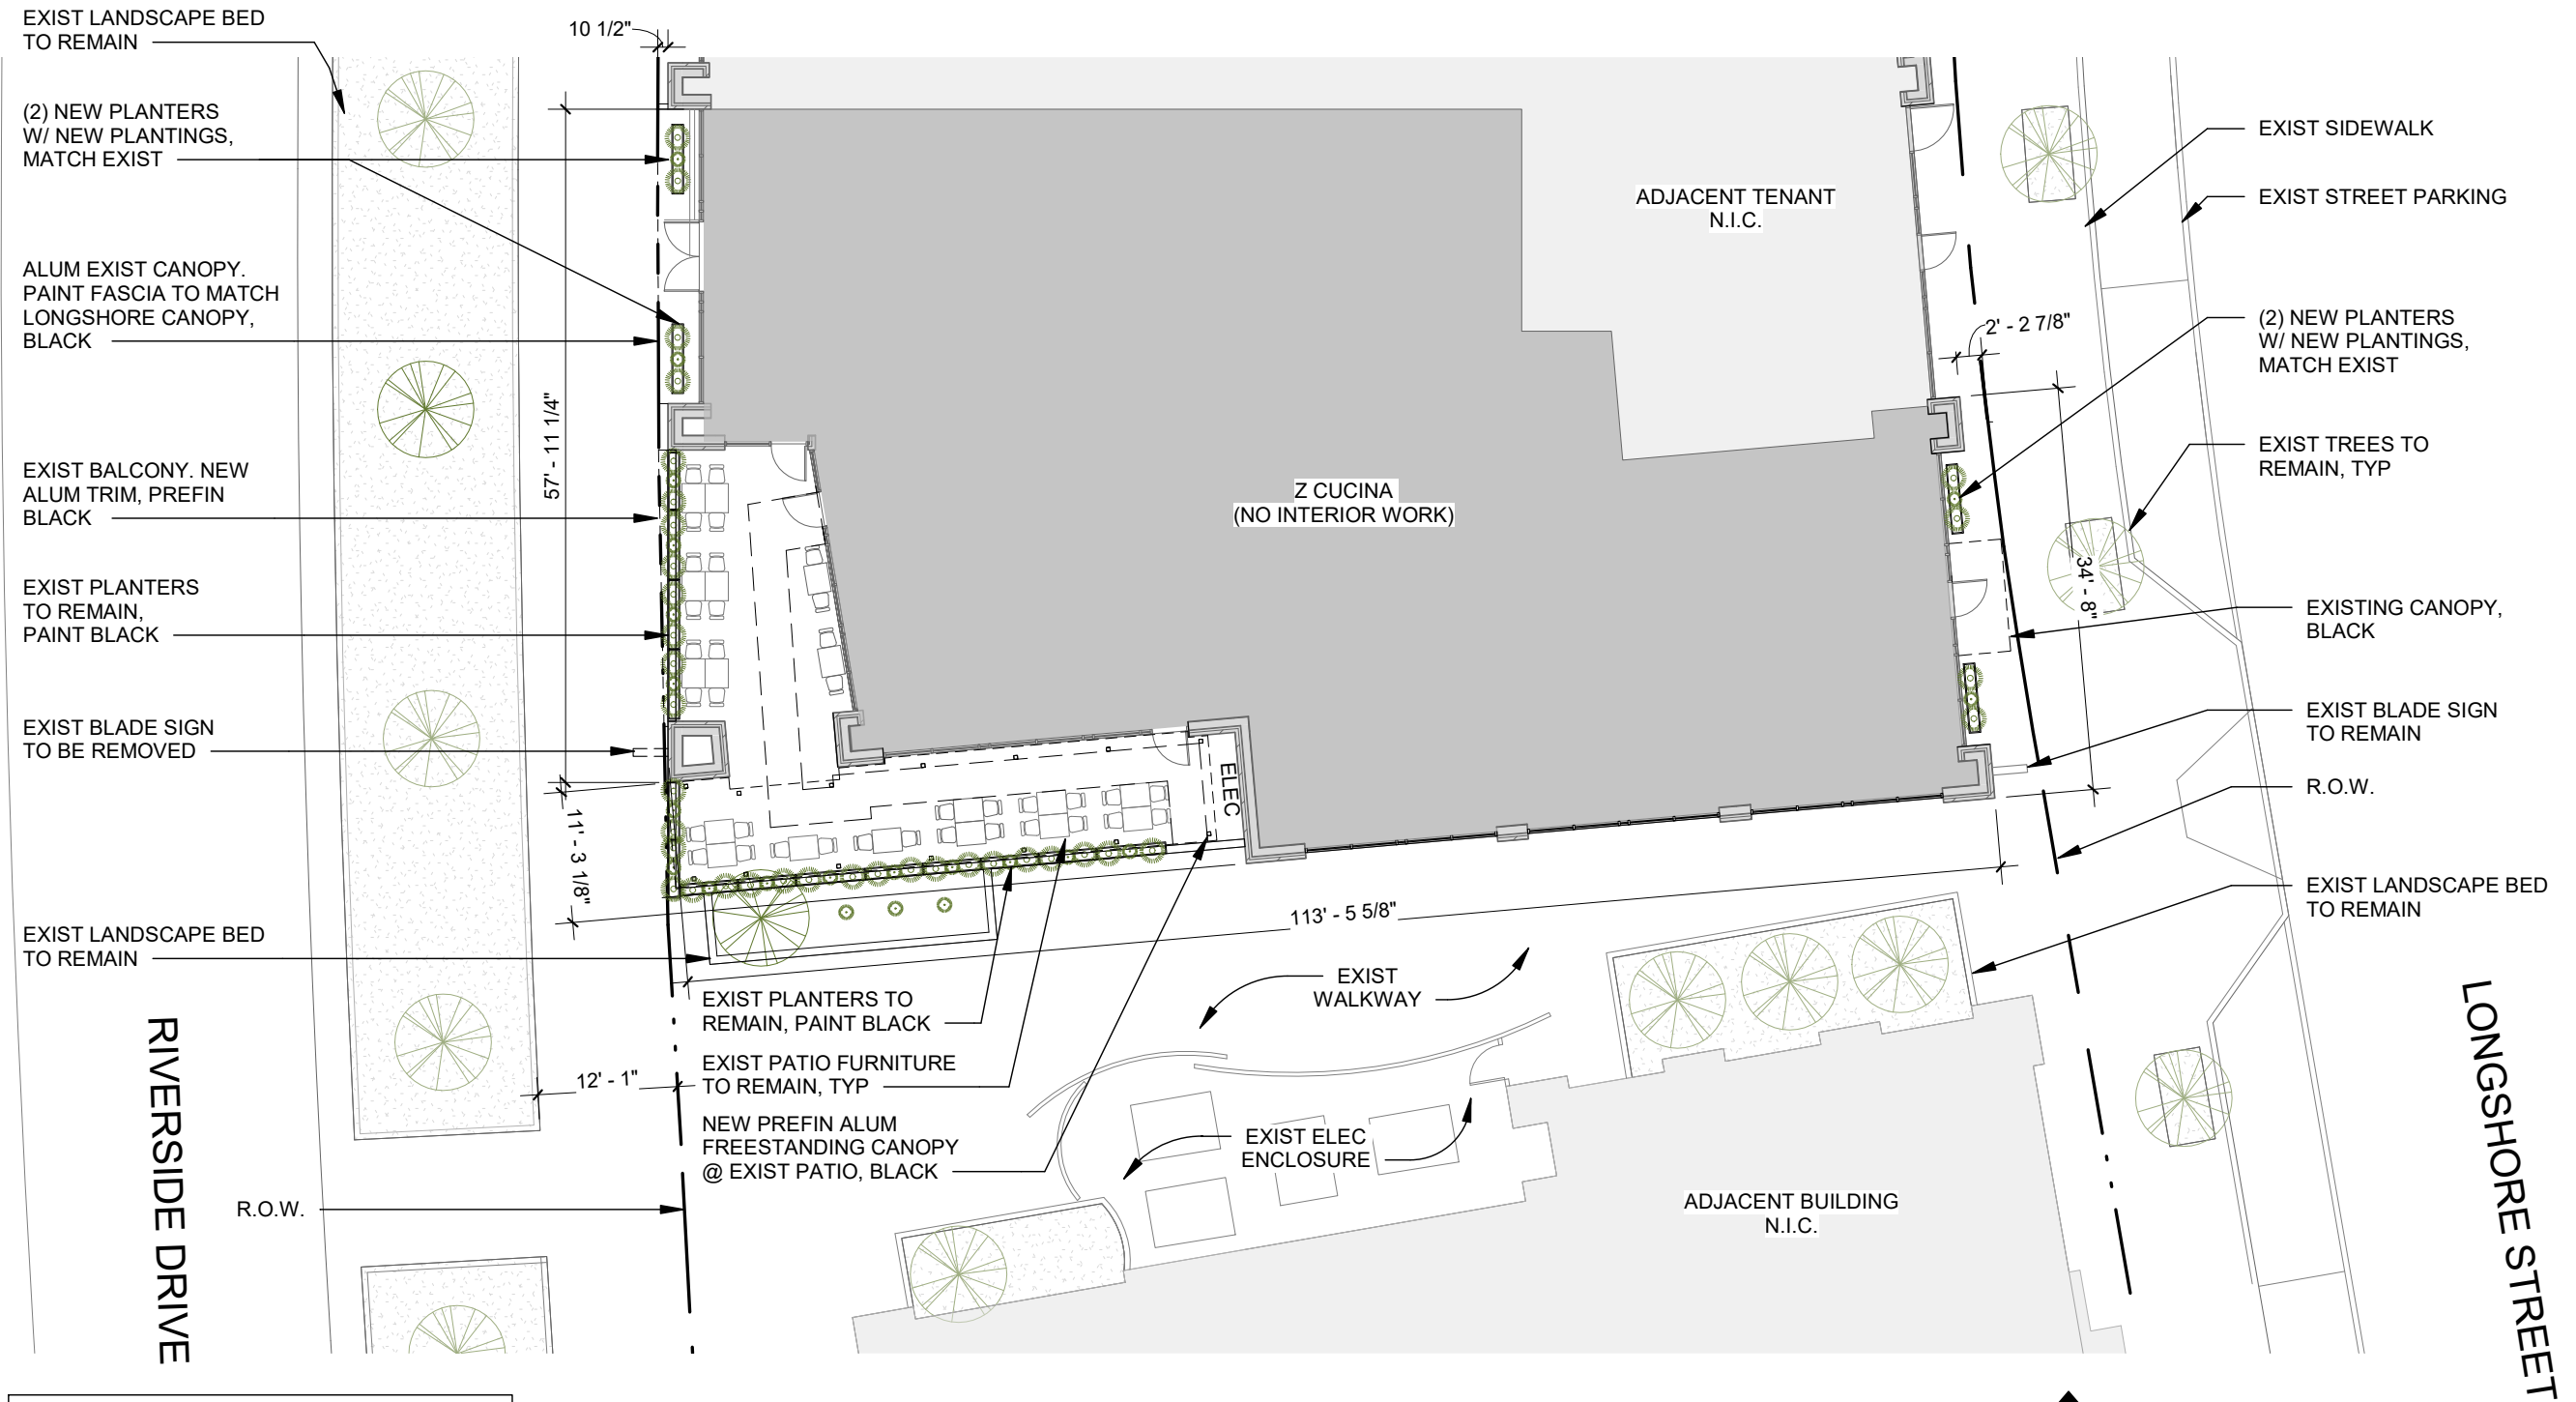 EXIST LANDSCAPE BED
TO REMAIN
(2) NEW PLANTERS
W/ NEW PLANTINGS,
MATCH EXIST
ALUM EXIST CANOPY.
PAINT FASCIA TO MATCH
LONGSHORE CANOPY,
BLACK
EXIST BALCONY. NEW
ALUM TRIM, PREFIN
BLACK
EXIST PLANTERS
TO REMAIN,
PAINT BLACK
EXIST BLADE SIGN
TO BE REMOVED
EXIST LANDSCAPE BED
TO REMAIN
RIVERSIDE DRIVE
R.O.W.
10 1/2"
57' - 11 1/4"
11' - 3 1/8"
12' - 1"
ADJACENT TENANT
N.I.C.
Z CUCINA
(NO INTERIOR WORK)
ELEC
113' - 5 5/8"
EXIST PLANTERS TO
REMAIN, PAINT BLACK
EXIST PATIO FURNITURE
TO REMAIN, TYP
NEW PREFIN ALUM
FREESTANDING CANOPY
@ EXIST PATIO, BLACK
EXIST
WALKWAY
EXIST ELEC
ENCLOSURE
ADJACENT BUILDING
N.I.C.
2' - 2 7/8"
34' - 8"
EXIST SIDEWALK
EXIST STREET PARKING
(2) NEW PLANTERS
W/ NEW PLANTINGS,
MATCH EXIST
EXIST TREES TO
REMAIN, TYP
EXISTING CANOPY,
BLACK
EXIST BLADE SIGN
TO REMAIN
R.O.W.
EXIST LANDSCAPE BED
TO REMAIN
LONGSHORE STREET